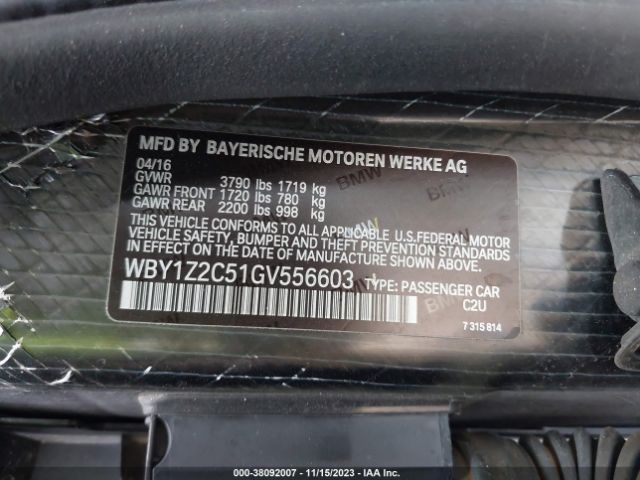 MFD BY BAYERISCHE MOTOREN WERKE AG
04/16
GVWR 3790 lbs 1719 kg
GAWR FRONT 1720 lbs 780 kg
GAWR REAR 2200 lbs 998 kg
THIS VEHICLE CONFORMS TO ALL APPLICABLE U.S.FEDERAL MOTOR
VEHICLE SAFETY, BUMPER AND THEFT PREVENTION STANDARDS
IN EFFECT ON THE DATE OF MANUFACTURE SHOWN ABOVE.
WBY1Z2C51GV556603 TYPE: PASSENGER CAR
C2U
7 315 814
BMW
BMW
000-38092007 - 11/15/2023 - IAA Inc.